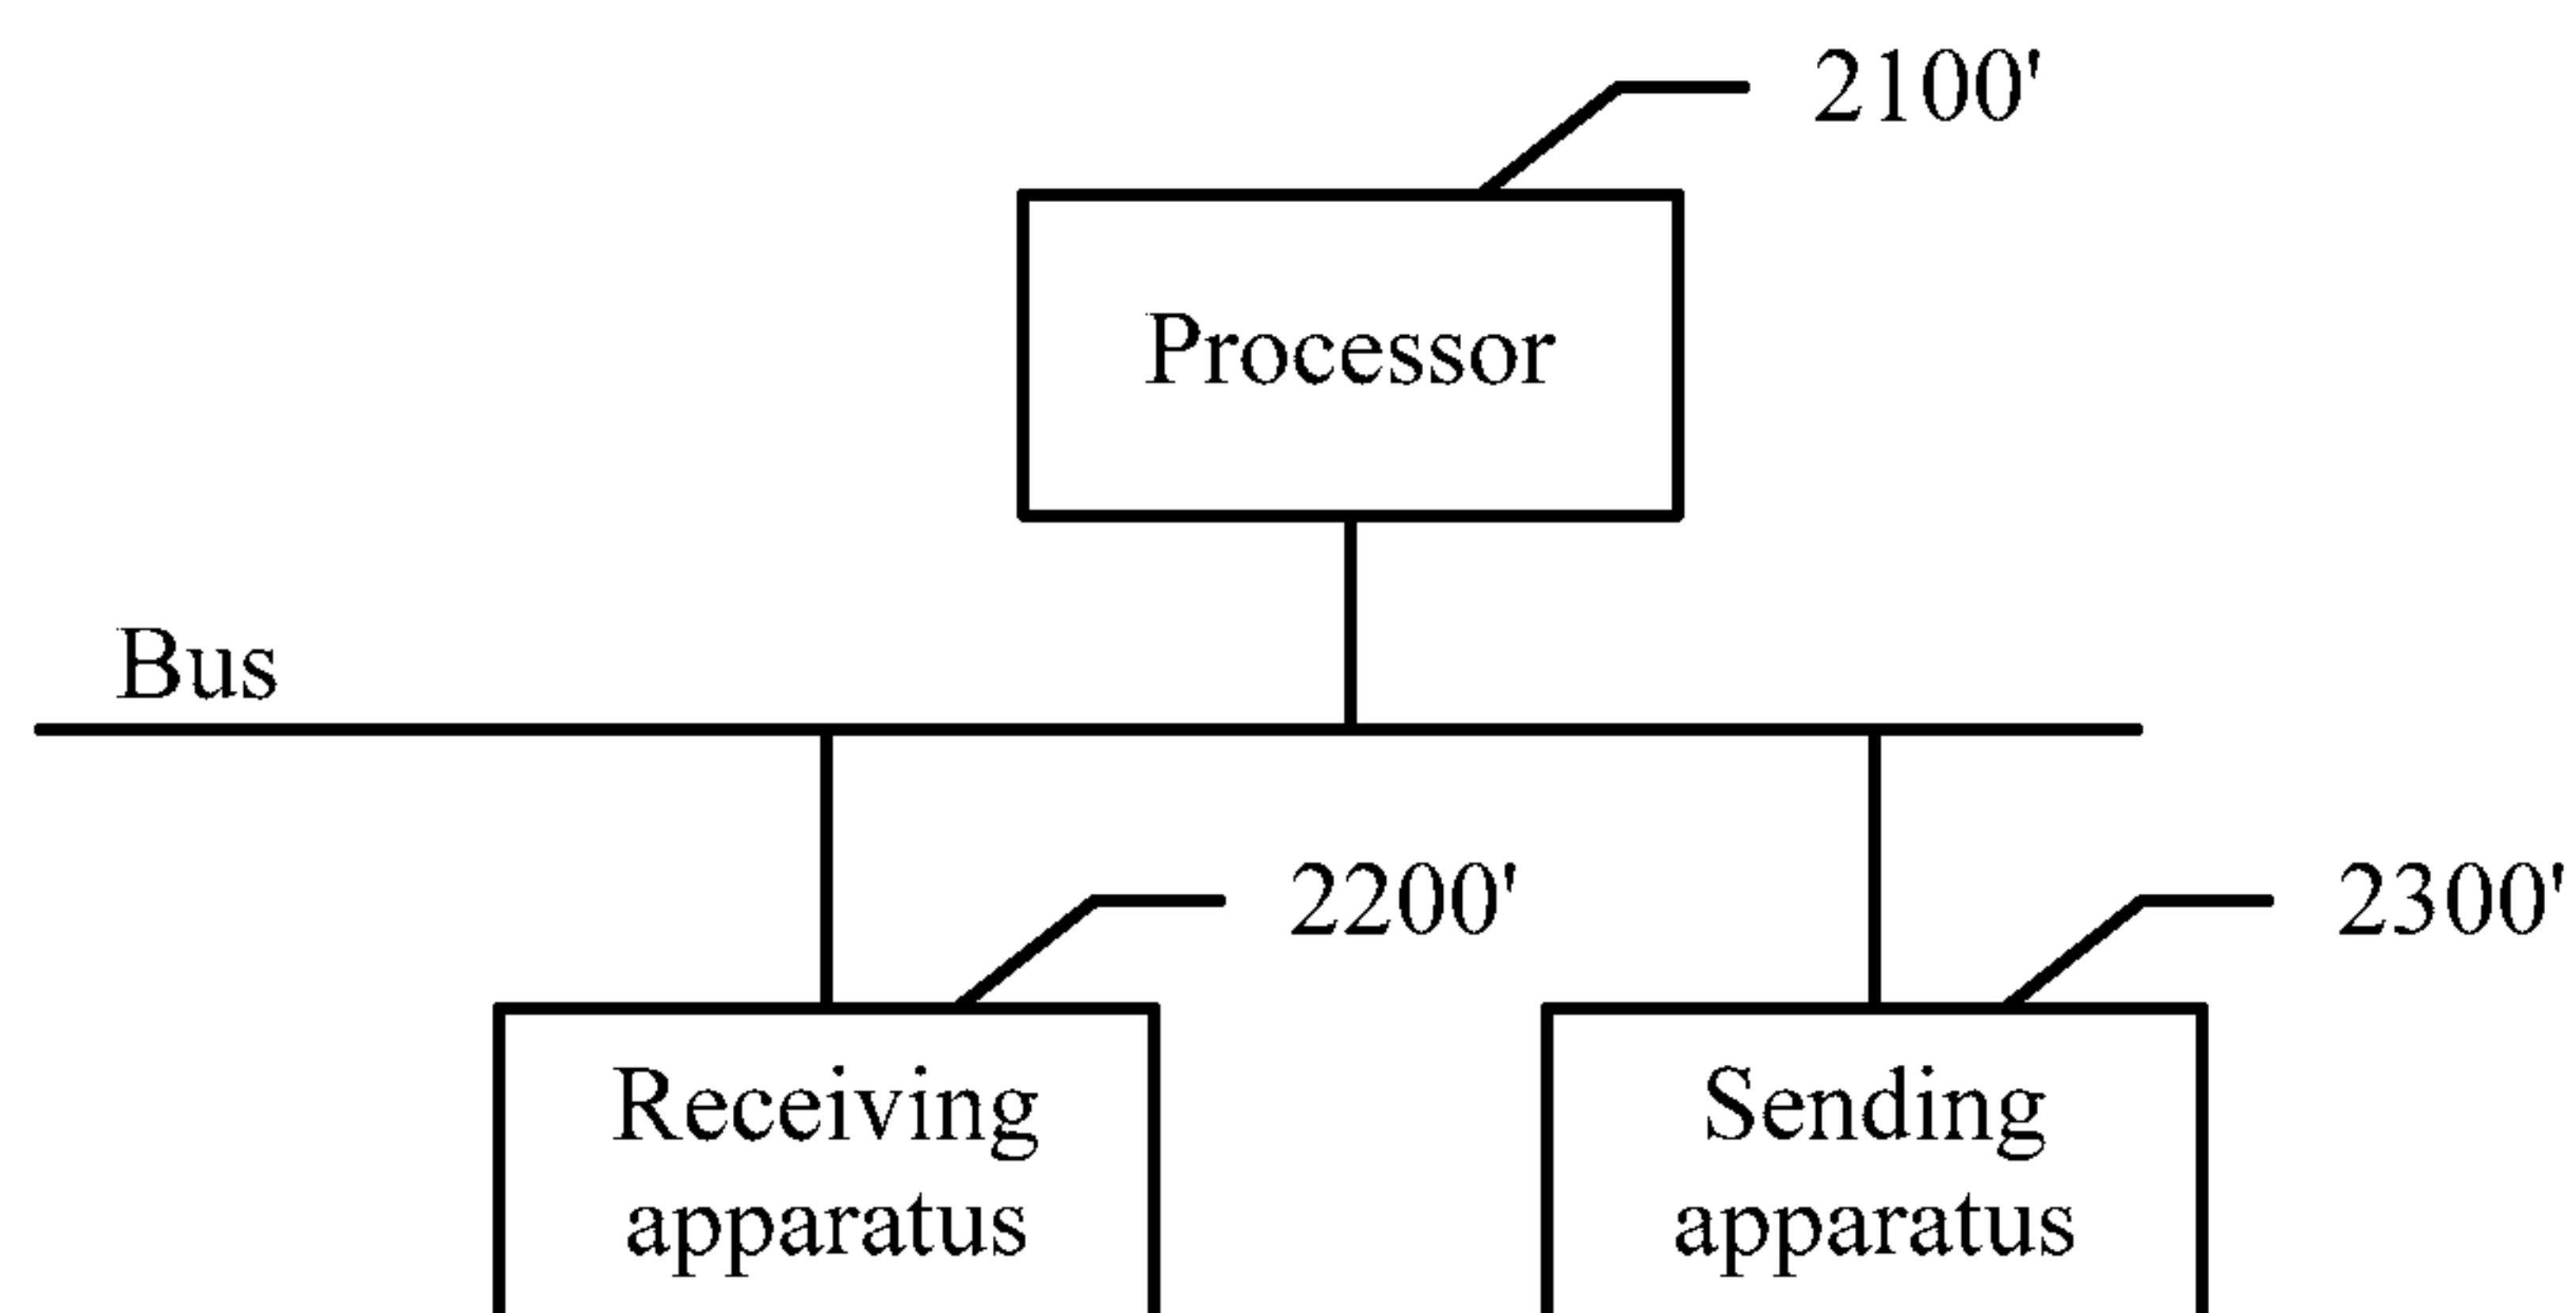 2100'
Processor
Bus
2200'
2300'
Receiving
apparatus
Sending
apparatus